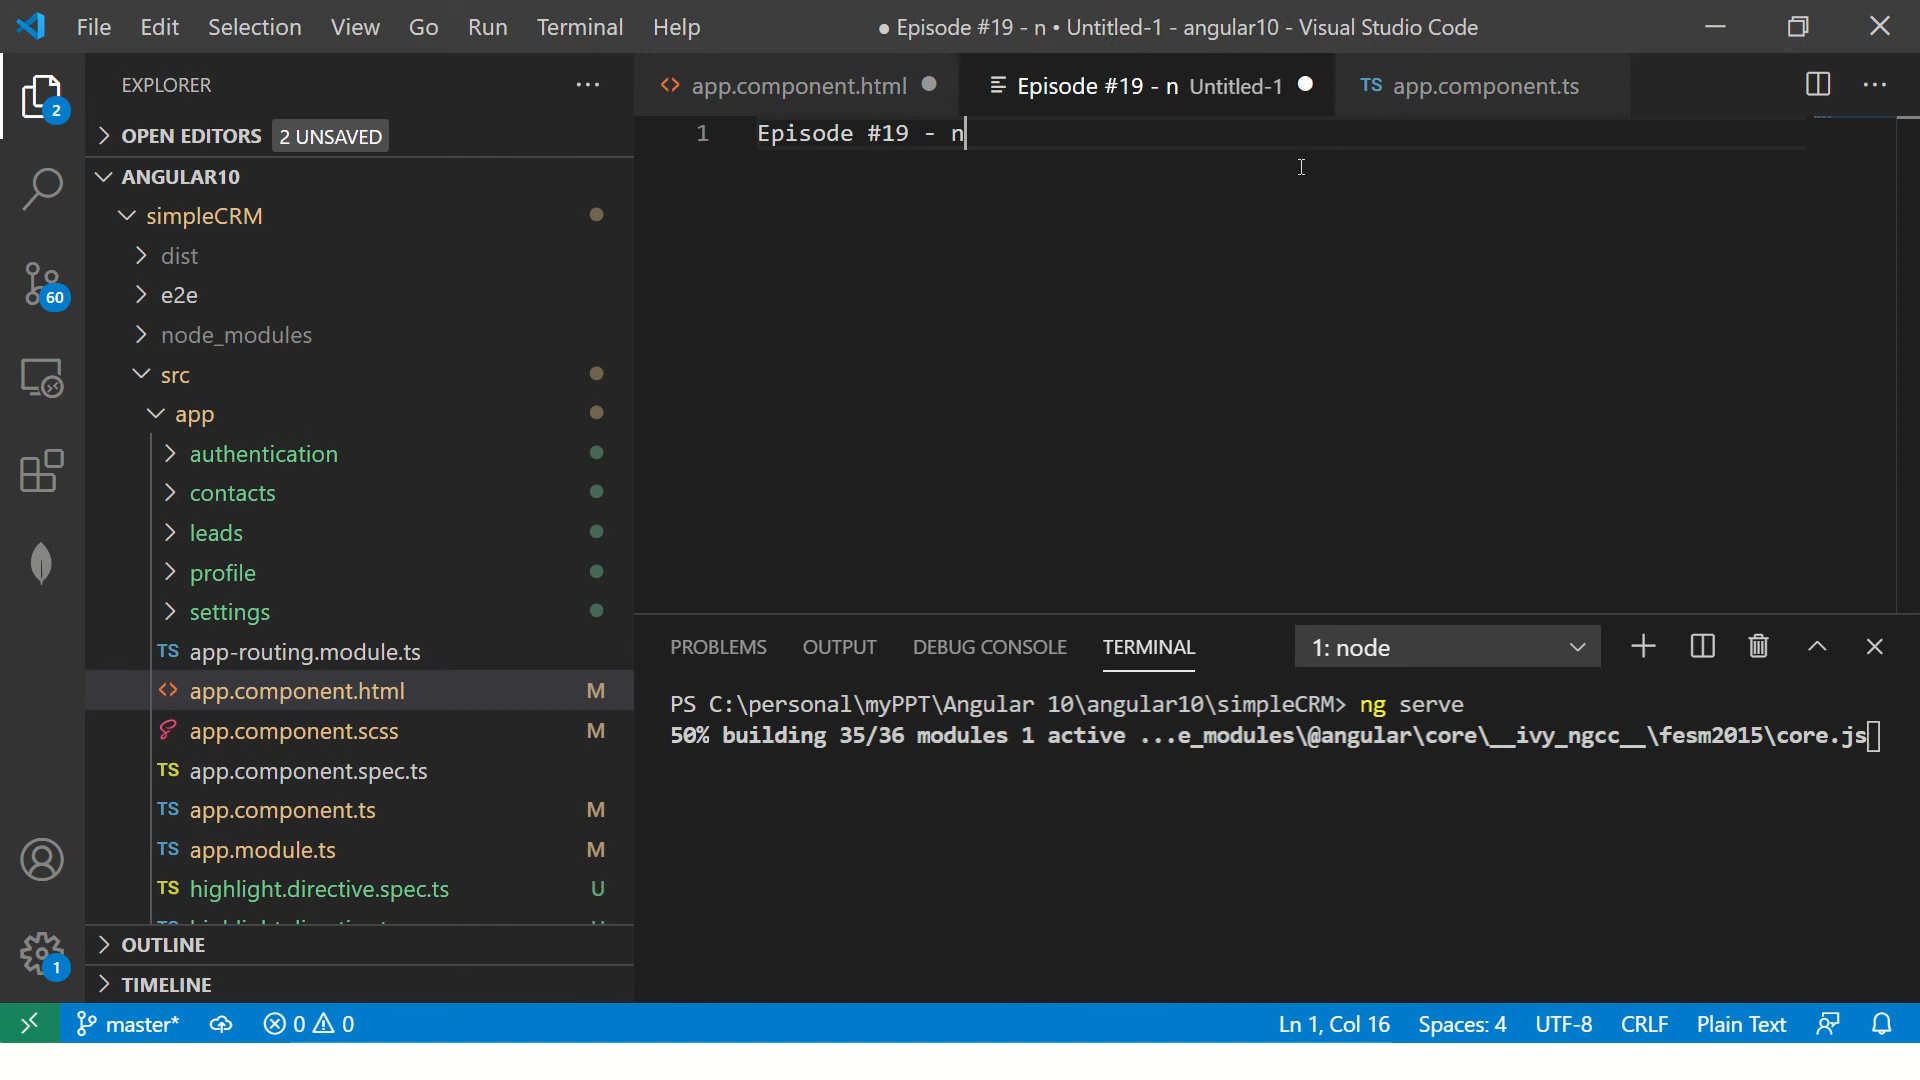 File Edit Selection View Go Run Terminal Help
● Episode #19 - n • Untitled-1 - angular10 - Visual Studio Code
EXPLORER
2
OPEN EDITORS 2 UNSAVED
ANGULAR10
simpleCRM
dist
e2e
60
node_modules
src
app
authentication
contacts
leads
profile
settings
TS app-routing.module.ts
<> app.component.html M
app.component.scss M
TS app.component.spec.ts
TS app.component.ts M
TS app.module.ts M
TS highlight.directive.spec.ts U
OUTLINE
1
TIMELINE
<> app.component.html
Episode #19 - n Untitled-1
TS app.component.ts
1 Episode #19 - n
PROBLEMS OUTPUT DEBUG CONSOLE TERMINAL 1: node
PS C:\personal\myPPT\Angular 10\angular10\simpleCRM> ng serve
50% building 35/36 modules 1 active ...e_modules\@angular\core\__ivy_ngcc__\fesm2015\core.js
master* 0 0 Ln 1, Col 16 Spaces: 4 UTF-8 CRLF Plain Text